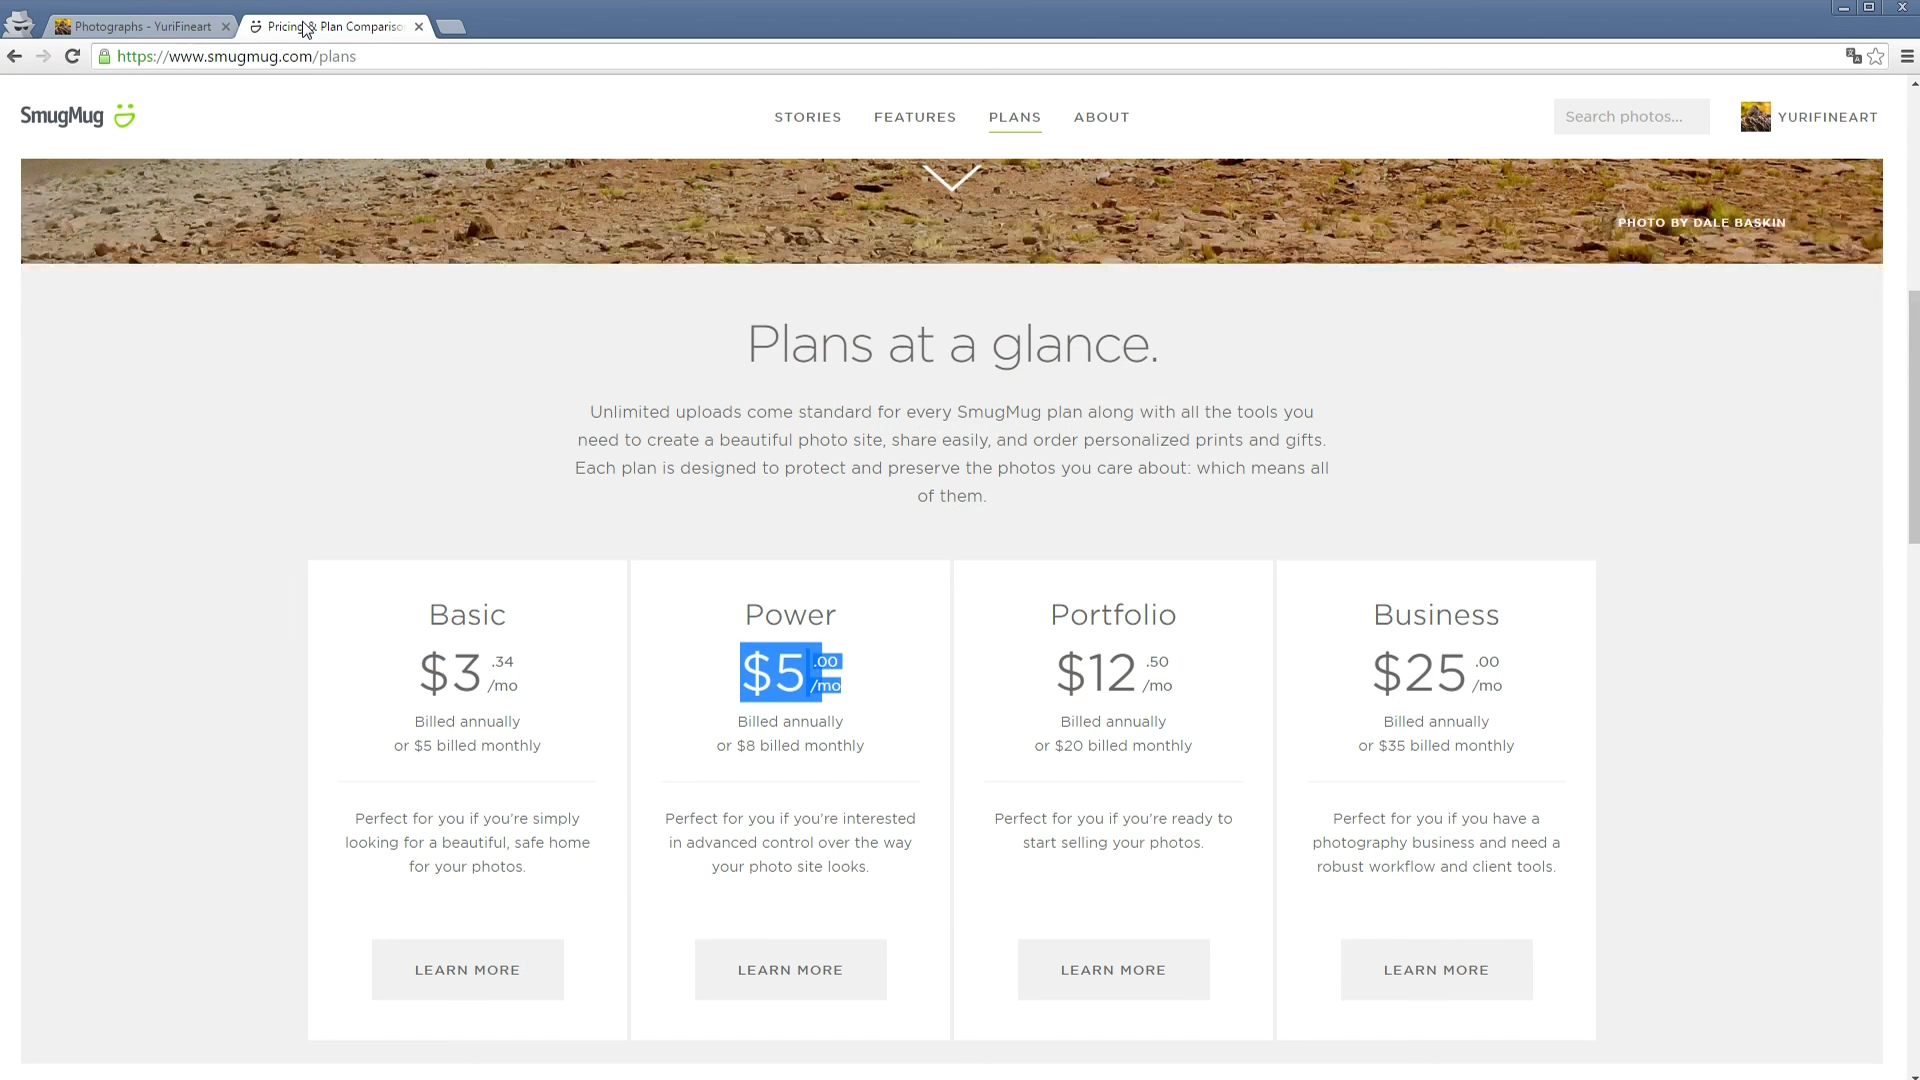 Photographs - YuriFineart
Pricing & Plan Comparison
https://www.smugmug.com/plans
SmugMug
STORIES
FEATURES
PLANS
ABOUT
Search photos...
YURIFINEART
PHOTO BY DALE BASKIN
Plans at a glance.
Unlimited uploads come standard for every SmugMug plan along with all the tools you
need to create a beautiful photo site, share easily, and order personalized prints and gifts.
Each plan is designed to protect and preserve the photos you care about: which means all
of them.
Basic
$3 .34
/mo
Billed annually
or $5 billed monthly
Perfect for you if you're simply
looking for a beautiful, safe home
for your photos.
LEARN MORE
Power
$5 .00
/mo
Billed annually
or $8 billed monthly
Perfect for you if you're interested
in advanced control over the way
your photo site looks.
LEARN MORE
Portfolio
$12 .50
/mo
Billed annually
or $20 billed monthly
Perfect for you if you're ready to
start selling your photos.
LEARN MORE
Business
$25 .00
/mo
Billed annually
or $35 billed monthly
Perfect for you if you have a
photography business and need a
robust workflow and client tools.
LEARN MORE